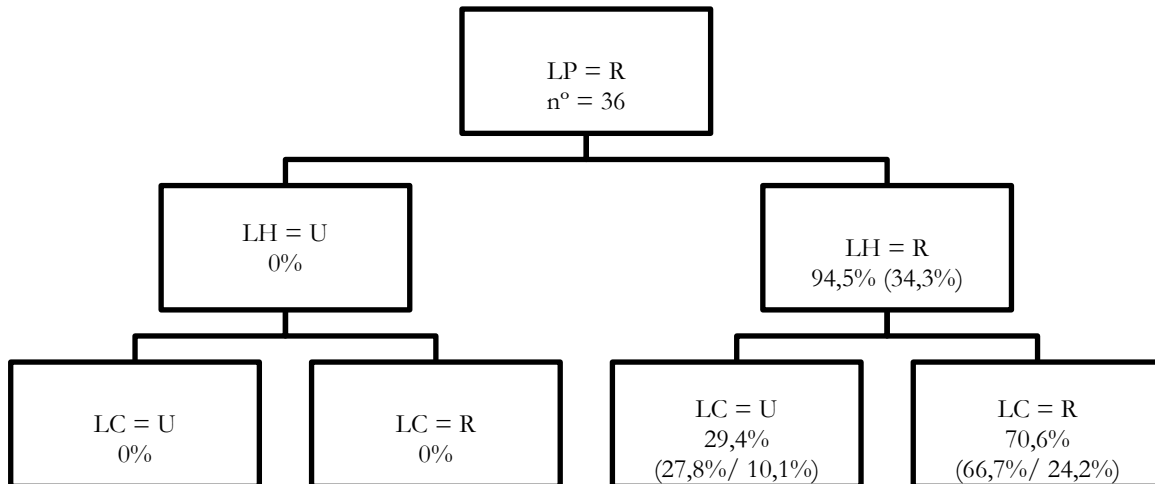 LP = R
nº = 36
LH = U
0%
LH = R
94,5% (34,3%)
LC = U
0%
LC = R
0%
LC = U
29,4%
(27,8%/ 10,1%)
LC = R
70,6%
(66,7%/ 24,2%)